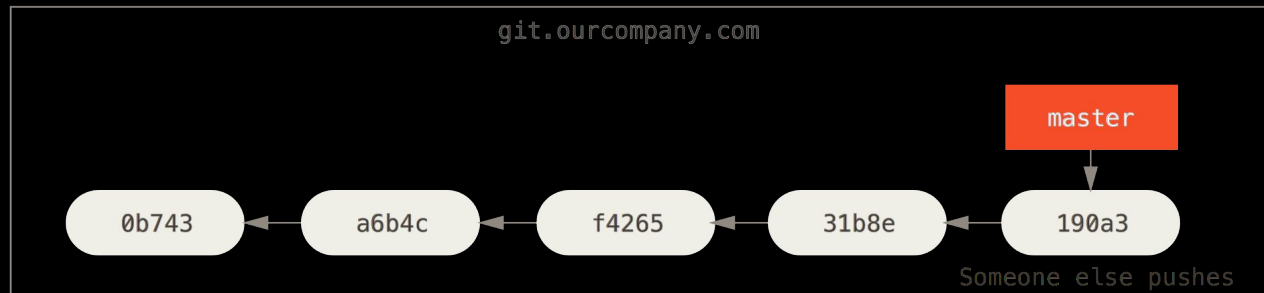 git.ourcompany.com
master
0b743 a6b4c f4265 31b8e 190a3
Someone else pushes